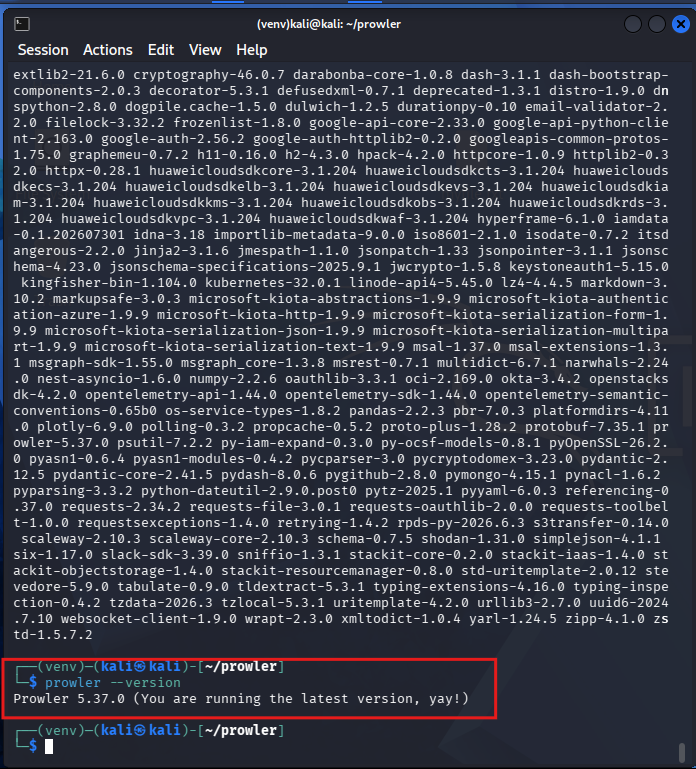 (venv)kali@kali: ~/prowler
Session Actions Edit View Help
extlib2-21.6.0 cryptography-46.0.7 darabonba-core-1.0.8 dash-3.1.1 dash-bootstrap-
components-2.0.3 decorator-5.3.1 defusedxml-0.7.1 deprecated-1.3.1 distro-1.9.0 dn
spython-2.8.0 dogpile.cache-1.5.0 dulwich-1.2.5 durationpy-0.10 email-validator-2.
2.0 filelock-3.32.2 frozenlist-1.8.0 google-api-core-2.33.0 google-api-python-clie
nt-2.163.0 google-auth-2.56.2 google-auth-httplib2-0.2.0 googleapis-common-protos-
1.75.0 graphemeu-0.7.2 h11-0.16.0 h2-4.3.0 hpack-4.2.0 httpcore-1.0.9 httplib2-0.3
2.0 httpx-0.28.1 huaweicloudsdkcore-3.1.204 huaweicloudsdkcts-3.1.204 huaweiclouds
dkecs-3.1.204 huaweicloudsdkelb-3.1.204 huaweicloudsdkevs-3.1.204 huaweicloudsdkia
m-3.1.204 huaweicloudsdkkms-3.1.204 huaweicloudsdkobs-3.1.204 huaweicloudsdkrds-3.
1.204 huaweicloudsdkvpc-3.1.204 huaweicloudsdkwaf-3.1.204 hyperframe-6.1.0 iamdata
-0.1.202607301 idna-3.18 importlib-metadata-9.0.0 iso8601-2.1.0 isodate-0.7.2 itsd
angerous-2.2.0 jinja2-3.1.6 jmespath-1.1.0 jsonpatch-1.33 jsonpointer-3.1.1 jsonsc
hema-4.23.0 jsonschema-specifications-2025.9.1 jwcrypto-1.5.8 keystoneauth1-5.15.0
kingfisher-bin-1.104.0 kubernetes-32.0.1 linode-api4-5.45.0 lz4-4.4.5 markdown-3.
10.2 markupsafe-3.0.3 microsoft-kiota-abstractions-1.9.9 microsoft-kiota-authentic
ation-azure-1.9.9 microsoft-kiota-http-1.9.9 microsoft-kiota-serialization-form-1.
9.9 microsoft-kiota-serialization-json-1.9.9 microsoft-kiota-serialization-multipa
rt-1.9.9 microsoft-kiota-serialization-text-1.9.9 msal-1.37.0 msal-extensions-1.3.
1 msgraph-sdk-1.55.0 msgraph_core-1.3.8 msrest-0.7.1 multidict-6.7.1 narwhals-2.24
.0 nest-asyncio-1.6.0 numpy-2.2.6 oauthlib-3.3.1 oci-2.169.0 okta-3.4.2 openstacks
dk-4.2.0 opentelemetry-api-1.44.0 opentelemetry-sdk-1.44.0 opentelemetry-semantic-
conventions-0.65b0 os-service-types-1.8.2 pandas-2.2.3 pbr-7.0.3 platformdirs-4.11
.0 plotly-6.9.0 polling-0.3.2 propcache-0.5.2 proto-plus-1.28.2 protobuf-7.35.1 pr
owler-5.37.0 psutil-7.2.2 py-iam-expand-0.3.0 py-ocsf-models-0.8.1 pyOpenSSL-26.2.
0 pyasn1-0.6.4 pyasn1-modules-0.4.2 pycparser-3.0 pycryptodomex-3.23.0 pydantic-2.
12.5 pydantic-core-2.41.5 pydash-8.0.6 pygithub-2.8.0 pymongo-4.15.1 pynacl-1.6.2
pyparsing-3.3.2 python-dateutil-2.9.0.post0 pytz-2025.1 pyyaml-6.0.3 referencing-0
.37.0 requests-2.34.2 requests-file-3.0.1 requests-oauthlib-2.0.0 requests-toolbel
t-1.0.0 requestsexceptions-1.4.0 retrying-1.4.2 rpds-py-2026.6.3 s3transfer-0.14.0
scaleway-2.10.3 scaleway-core-2.10.3 schema-0.7.5 shodan-1.31.0 simplejson-4.1.1
six-1.17.0 slack-sdk-3.39.0 sniffio-1.3.1 stackit-core-0.2.0 stackit-iaas-1.4.0 st
ackit-objectstorage-1.4.0 stackit-resourcemanager-0.8.0 std-uritemplate-2.0.12 ste
vedore-5.9.0 tabulate-0.9.0 tldextract-5.3.1 typing-extensions-4.16.0 typing-inspe
ction-0.4.2 tzdata-2026.3 tzlocal-5.3.1 uritemplate-4.2.0 urllib3-2.7.0 uuid6-2024
.7.10 websocket-client-1.9.0 wrapt-2.3.0 xmltodict-1.0.4 yarl-1.24.5 zipp-4.1.0 zs
td-1.5.7.2
┌──(venv)─(kali㉿kali)-[~/prowler]
└─$ prowler --version
Prowler 5.37.0 (You are running the latest version, yay!)
┌──(venv)─(kali㉿kali)-[~/prowler]
└─$